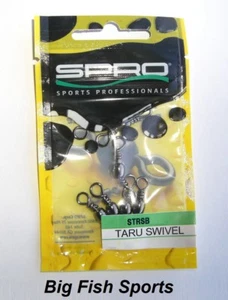 SPRO
SPORTS PROFESSIONALS
STRSB
TARU SWIVEL
Big Fish Sports